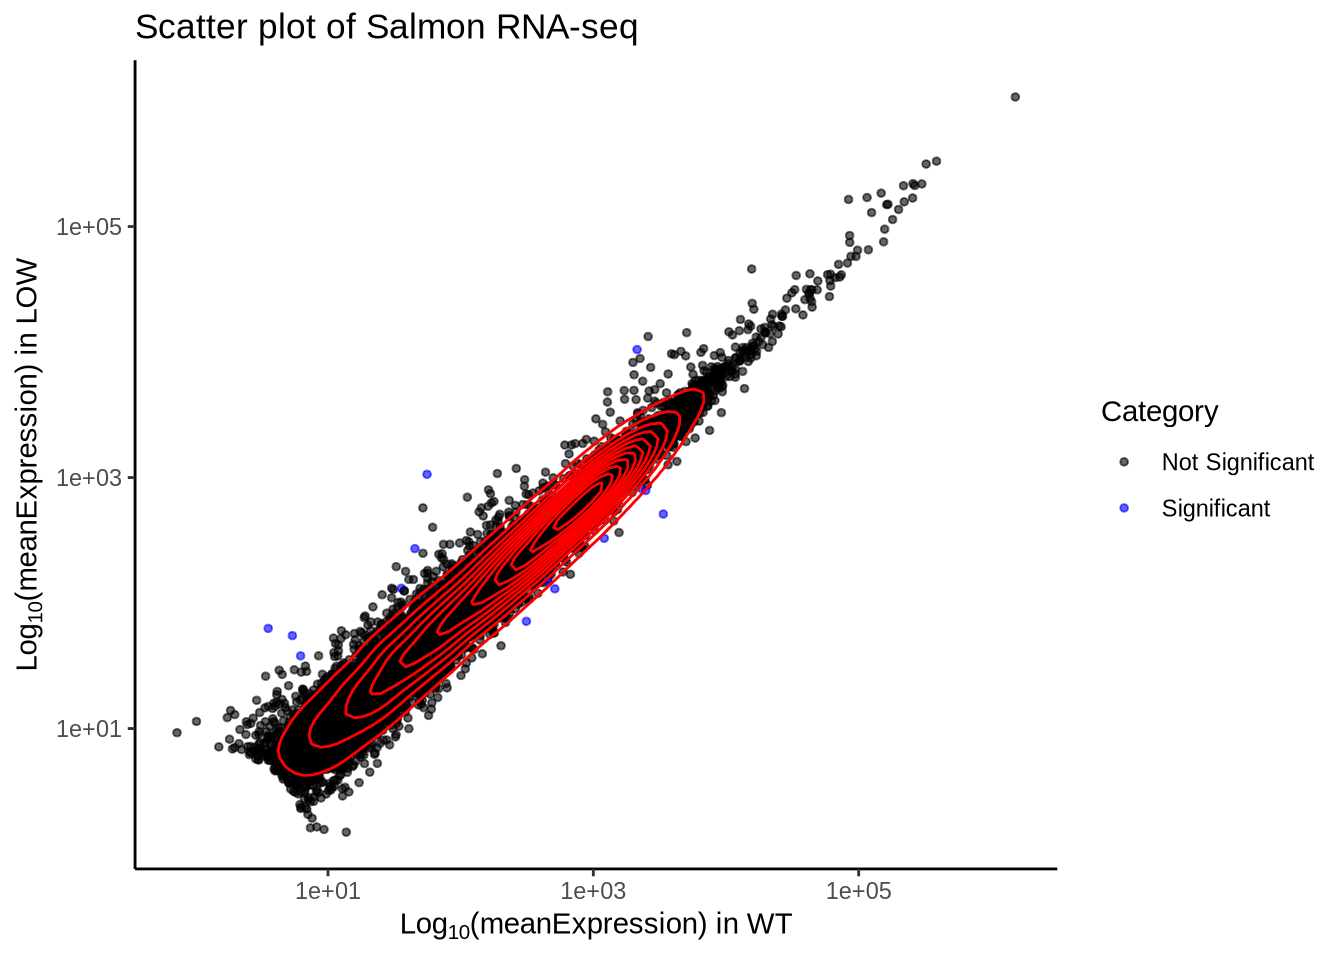 Scatter plot of Salmon RNA-seq
1e+05
1e+03
1e+01
Log10(meanExpression) in LOW
1e+01 1e+03 1e+05
Log10(meanExpression) in WT
Category
Not Significant
Significant